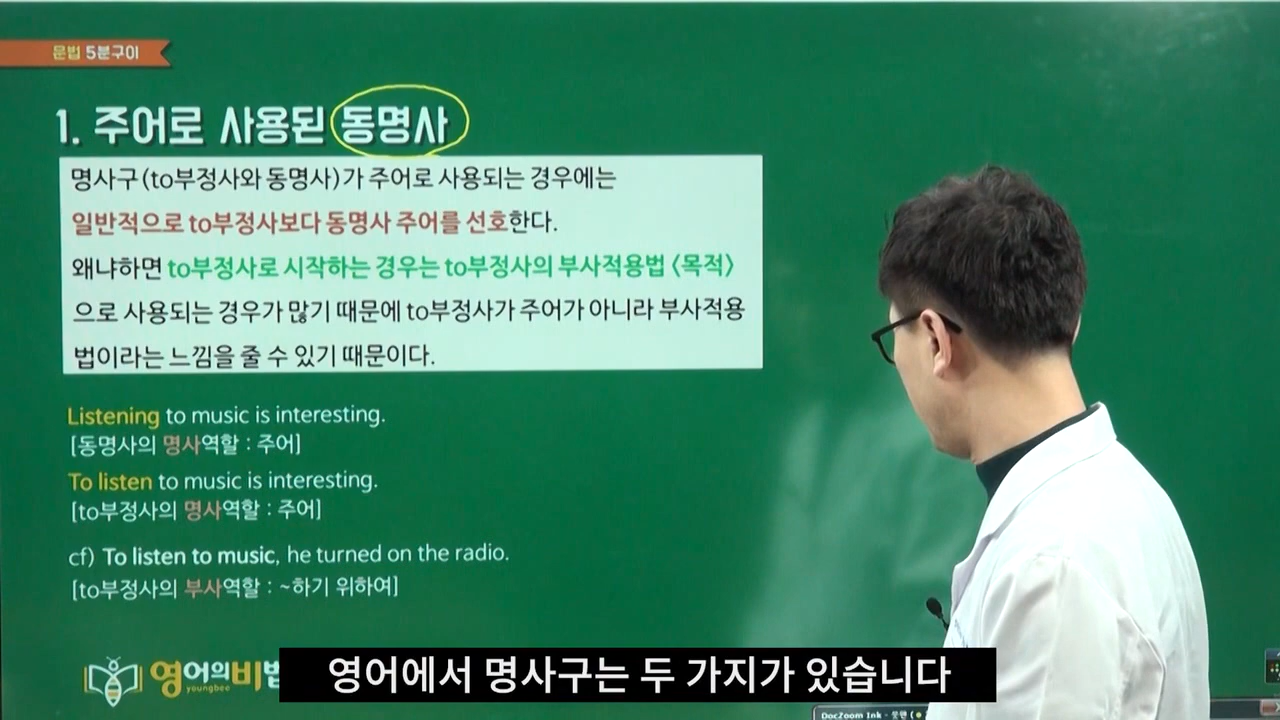 문법 5분구이
1. 주어로 사용된 동명사
명사구(to부정사와 동명사)가 주어로 사용되는 경우에는
일반적으로 to부정사보다 동명사 주어를 선호한다.
왜냐하면 to부정사로 시작하는 경우는 to부정사의 부사적용법 <목적>
으로 사용되는 경우가 많기 때문에 to부정사가 주어가 아니라 부사적용
법이라는 느낌을 줄 수 있기 때문이다.
Listening to music is interesting.
[동명사의 명사역할 : 주어]
To listen to music is interesting.
[to부정사의 명사역할 : 주어]
cf) To listen to music, he turned on the radio.
[to부정사의 부사역할 : ~하기 위하여]
영어의비법
youngbee
영어에서 명사구는 두 가지가 있습니다
DocZoom Ink - 옷핀